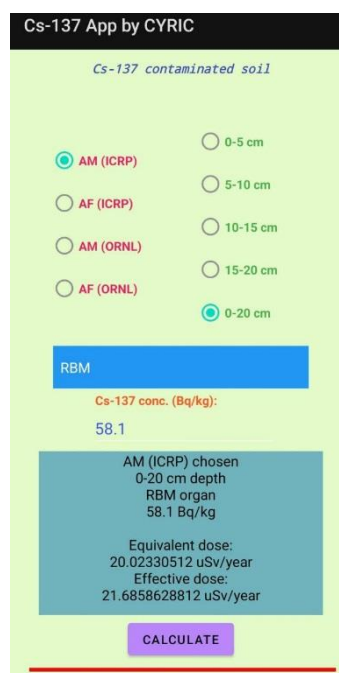 Cs-137 App by CYRIC
Cs-137 contaminated soil
AM (ICRP)
AF (ICRP)
AM (ORNL)
AF (ORNL)
0-5 cm
5-10 cm
10-15 cm
15-20 cm
0-20 cm
RBM
Cs-137 conc. (Bq/kg):
58.1
AM (ICRP) chosen
0-20 cm depth
RBM organ
58.1 Bq/kg
Equivalent dose:
20.02330512 uSv/year
Effective dose:
21.6858628812 uSv/year
CALCULATE